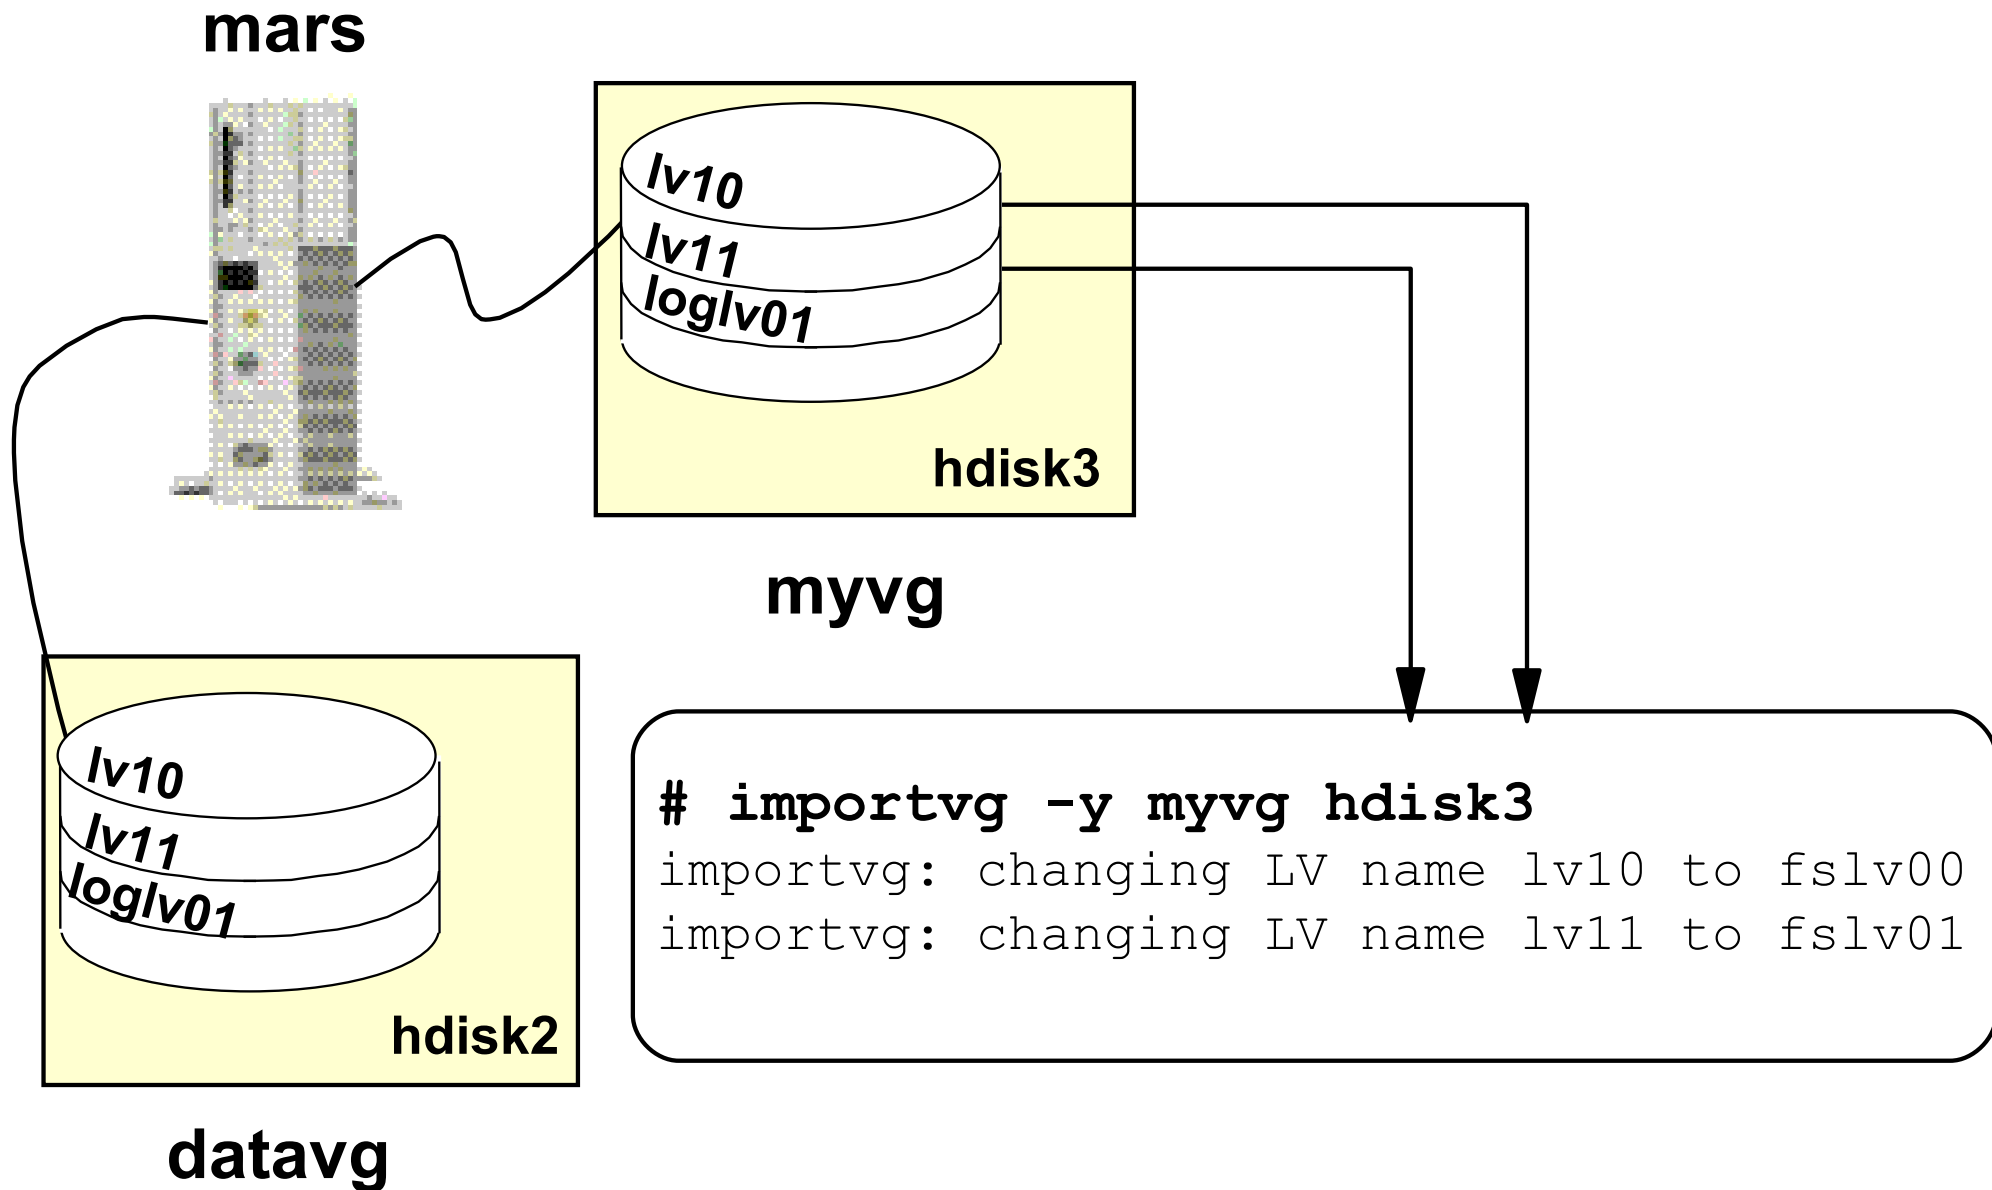 mars
lv10
lv11
loglv01
hdisk3
myvg
lv10
lv11
loglv01
hdisk2
datavg
# importvg -y myvg hdisk3
importvg: changing LV name lv10 to fslv00
importvg: changing LV name lv11 to fslv01